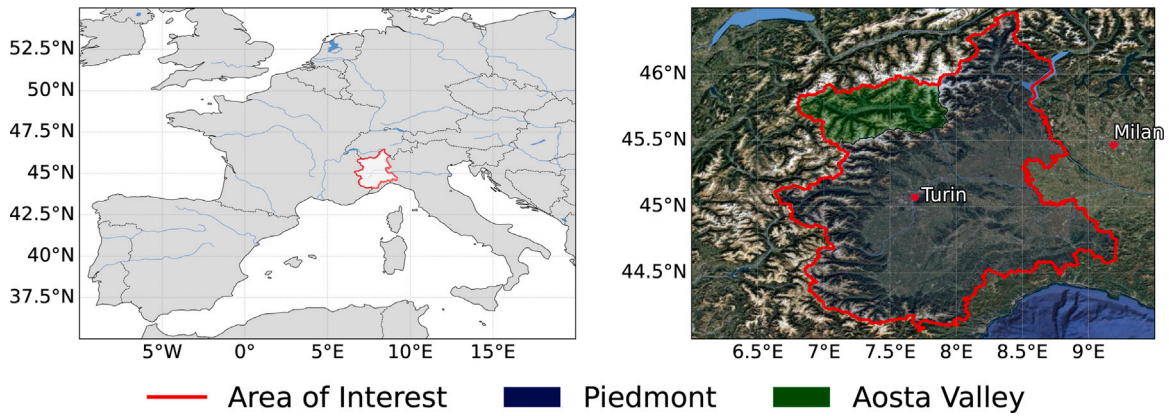 52.5°N
50°N
47.5°N
45°N
42.5°N
40°N
37.5°N
5°W
0°
5°E
10°E
15°E
46°N
45.5°N
45°N
44.5°N
6.5°E
7°E
7.5°E
8°E
8.5°E
9°E
Milan
Turin
Area of Interest
Piedmont
Aosta Valley